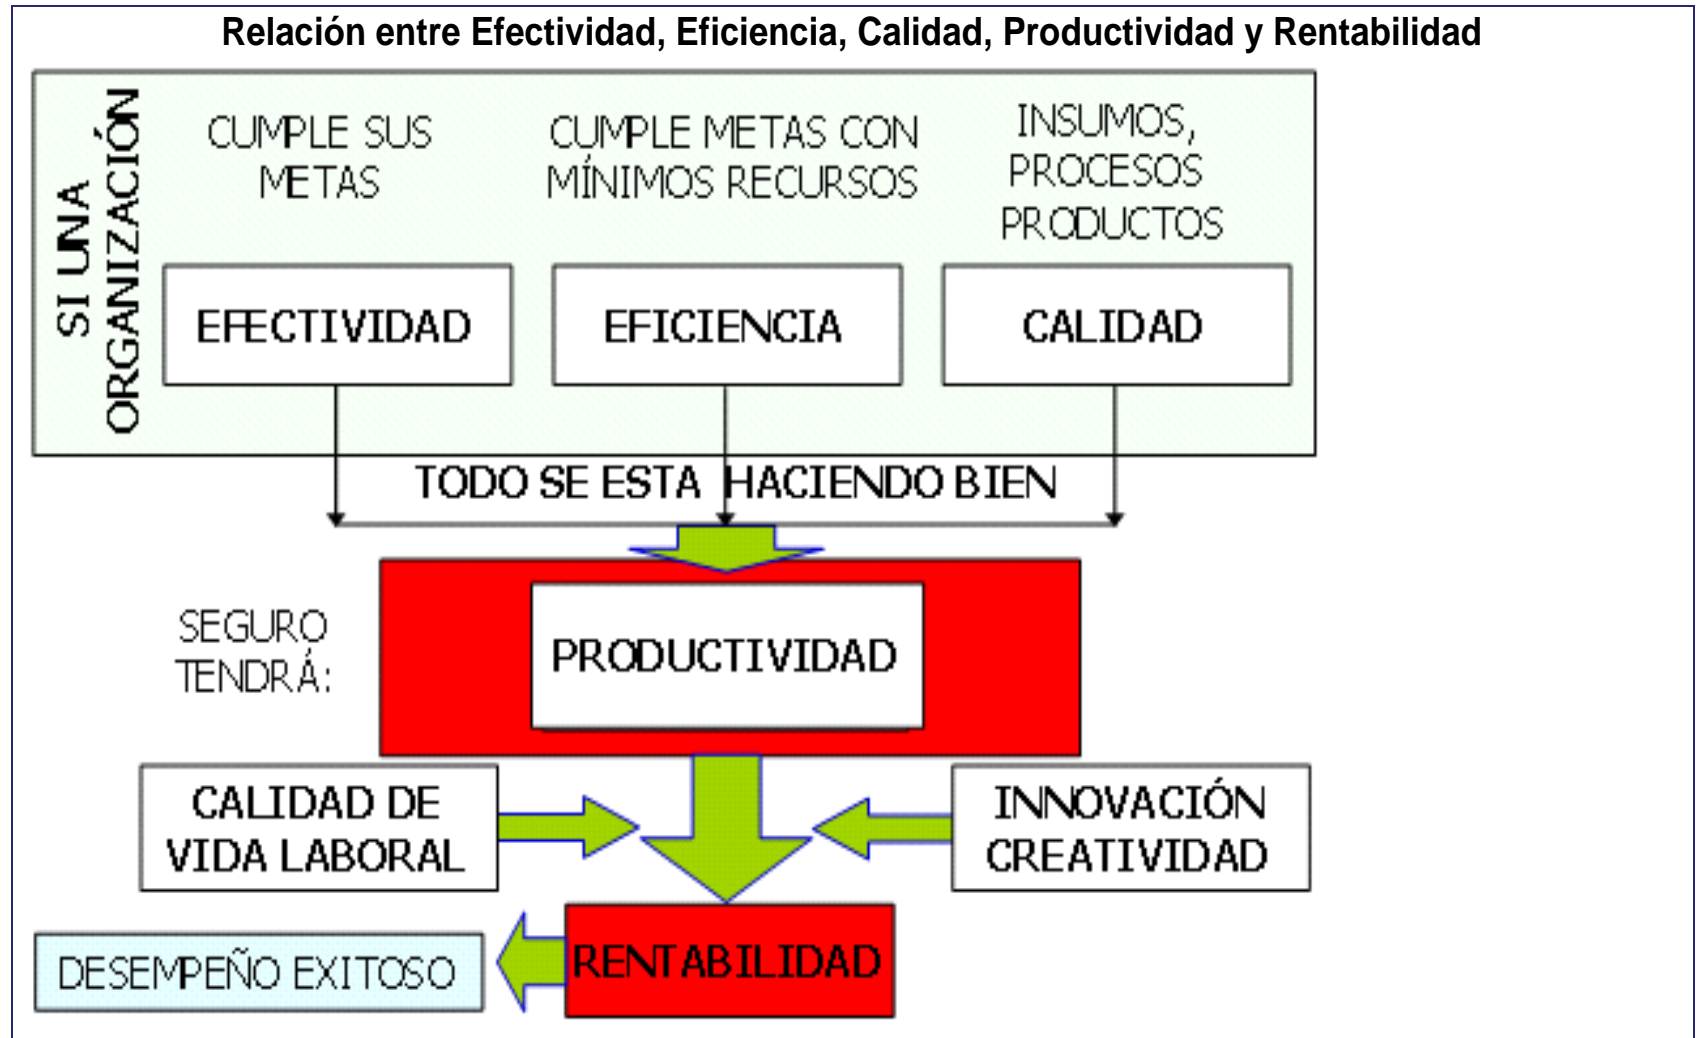 Relación entre Efectividad, Eficiencia, Calidad, Productividad y Rentabilidad
SI UNA
ORGANIZACIÓN
CUMPLE SUS
METAS
CUMPLE METAS CON
MÍNIMOS RECURSOS
INSUMOS,
PROCESOS
PRODUCTOS
EFECTIVIDAD
EFICIENCIA
CALIDAD
TODO SE ESTA HACIENDO BIEN
SEGURO
TENDRÁ:
PRODUCTIVIDAD
CALIDAD DE
VIDA LABORAL
INNOVACIÓN
CREATIVIDAD
RENTABILIDAD
DESEMPEÑO EXITOSO